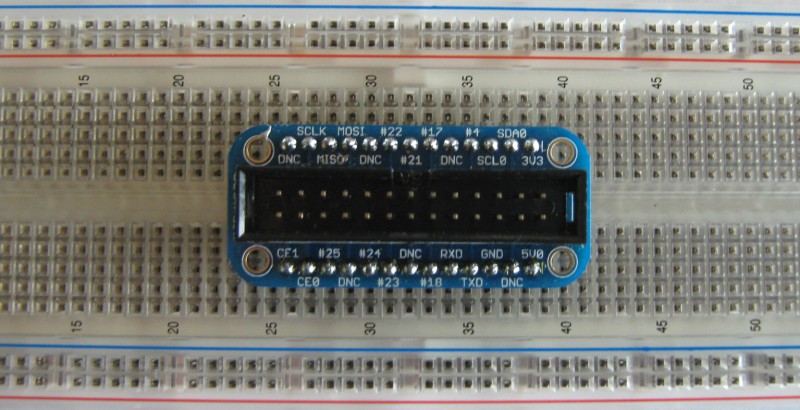 15 20 25 30 35 40 45 50
SCLK MOSI #22 #17 #4 SDA0
DNC MISO DNC #21 DNC SCL0 3V3
CE1 #25 #24 DNC RXD GND 5V0
CE0 DNC #23 #18 TXD DNC
15 20 25 30 35 40 45 50